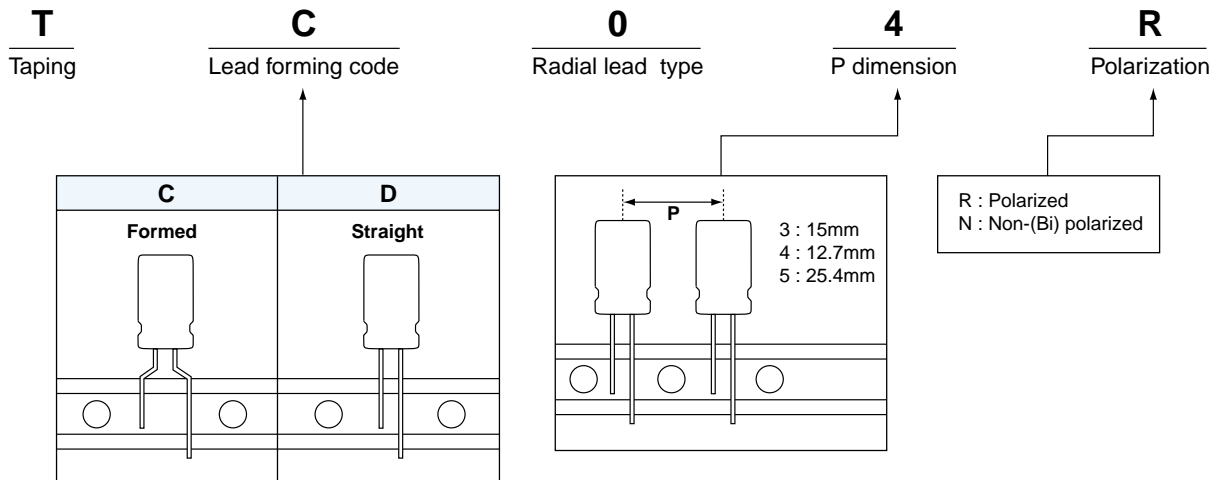 T C 0 4 R
Taping Lead forming code Radial lead type P dimension Polarization
C D
Formed Straight
P
3 : 15mm
4 : 12.7mm
5 : 25.4mm
R : Polarized
N : Non-(Bi) polarized